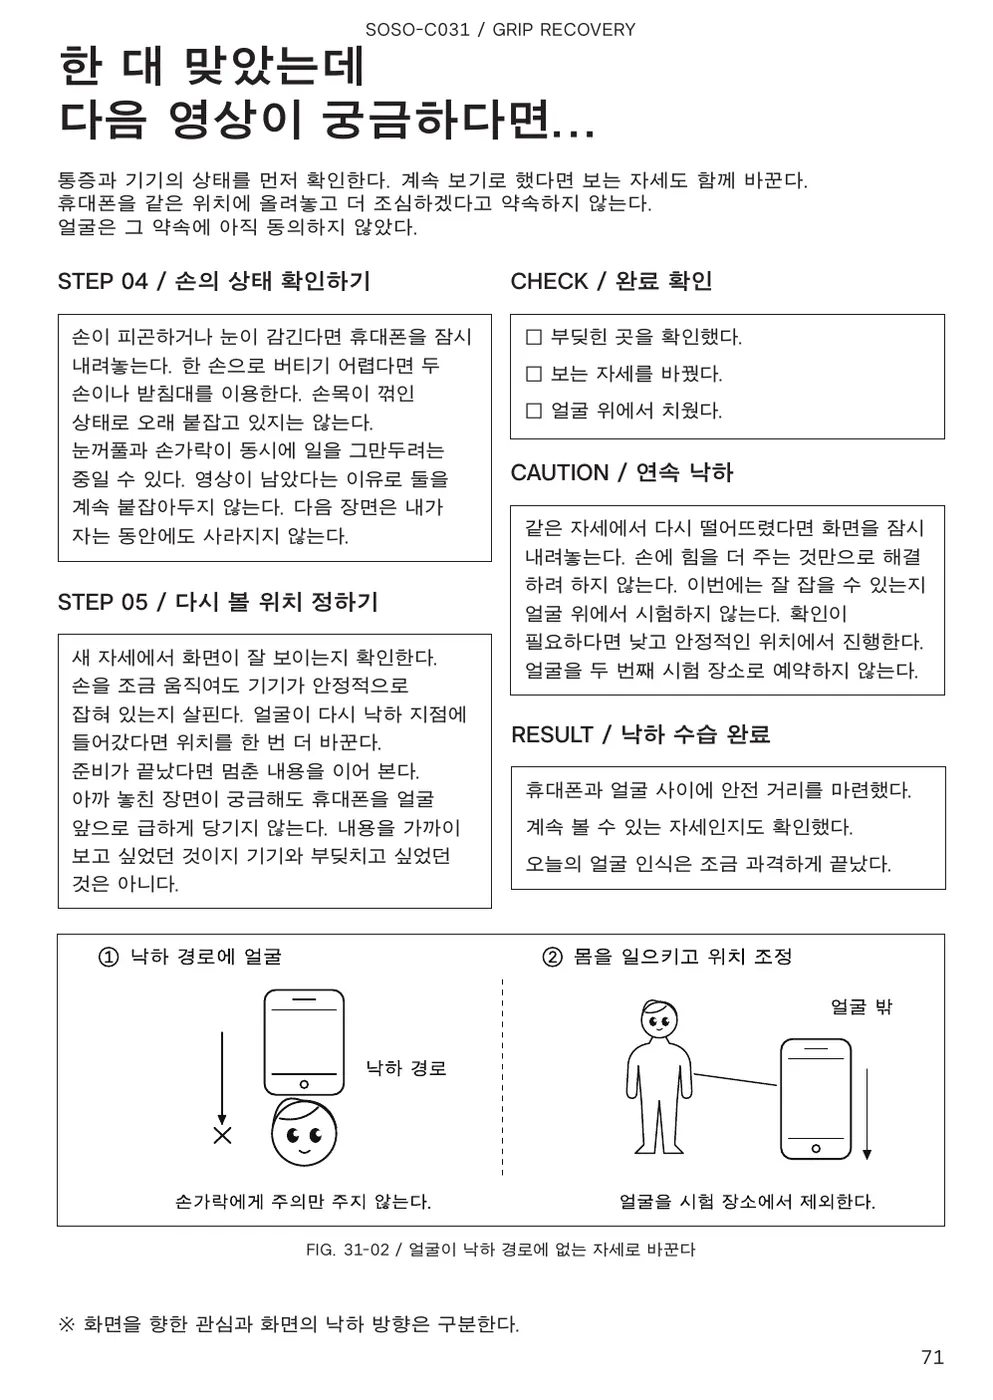 SOSO-C031 / GRIP RECOVERY
한 대 맞았는데
다음 영상이 궁금하다면...
통증과 기기의 상태를 먼저 확인한다. 계속 보기로 했다면 보는 자세도 함께 바꾼다.
휴대폰을 같은 위치에 올려놓고 더 조심하겠다고 약속하지 않는다.
얼굴은 그 약속에 아직 동의하지 않았다.
STEP 04 / 손의 상태 확인하기
손이 피곤하거나 눈이 감긴다면 휴대폰을 잠시
내려놓는다. 한 손으로 버티기 어렵다면 두
손이나 받침대를 이용한다. 손목이 꺾인
상태로 오래 붙잡고 있지는 않는다.
눈꺼풀과 손가락이 동시에 일을 그만두려는
중일 수 있다. 영상이 남았다는 이유로 둘을
계속 붙잡아두지 않는다. 다음 장면은 내가
자는 동안에도 사라지지 않는다.
STEP 05 / 다시 볼 위치 정하기
새 자세에서 화면이 잘 보이는지 확인한다.
손을 조금 움직여도 기기가 안정적으로
잡혀 있는지 살핀다. 얼굴이 다시 낙하 지점에
들어갔다면 위치를 한 번 더 바꾼다.
준비가 끝났다면 멈춘 내용을 이어 본다.
아까 놓친 장면이 궁금해도 휴대폰을 얼굴
앞으로 급하게 당기지 않는다. 내용을 가까이
보고 싶었던 것이지 기기와 부딪치고 싶었던
것은 아니다.
CHECK / 완료 확인
□ 부딪힌 곳을 확인했다.
□ 보는 자세를 바꿨다.
□ 얼굴 위에서 치웠다.
CAUTION / 연속 낙하
같은 자세에서 다시 떨어뜨렸다면 화면을 잠시
내려놓는다. 손에 힘을 더 주는 것만으로 해결
하려 하지 않는다. 이번에는 잘 잡을 수 있는지
얼굴 위에서 시험하지 않는다. 확인이
필요하다면 낮고 안정적인 위치에서 진행한다.
얼굴을 두 번째 시험 장소로 예약하지 않는다.
RESULT / 낙하 수습 완료
휴대폰과 얼굴 사이에 안전 거리를 마련했다.
계속 볼 수 있는 자세인지도 확인했다.
오늘의 얼굴 인식은 조금 과격하게 끝났다.
① 낙하 경로에 얼굴
낙하 경로
손가락에게 주의만 주지 않는다.
② 몸을 일으키고 위치 조정
얼굴 밖
얼굴을 시험 장소에서 제외한다.
FIG. 31-02 / 얼굴이 낙하 경로에 없는 자세로 바꾼다
※ 화면을 향한 관심과 화면의 낙하 방향은 구분한다.
71